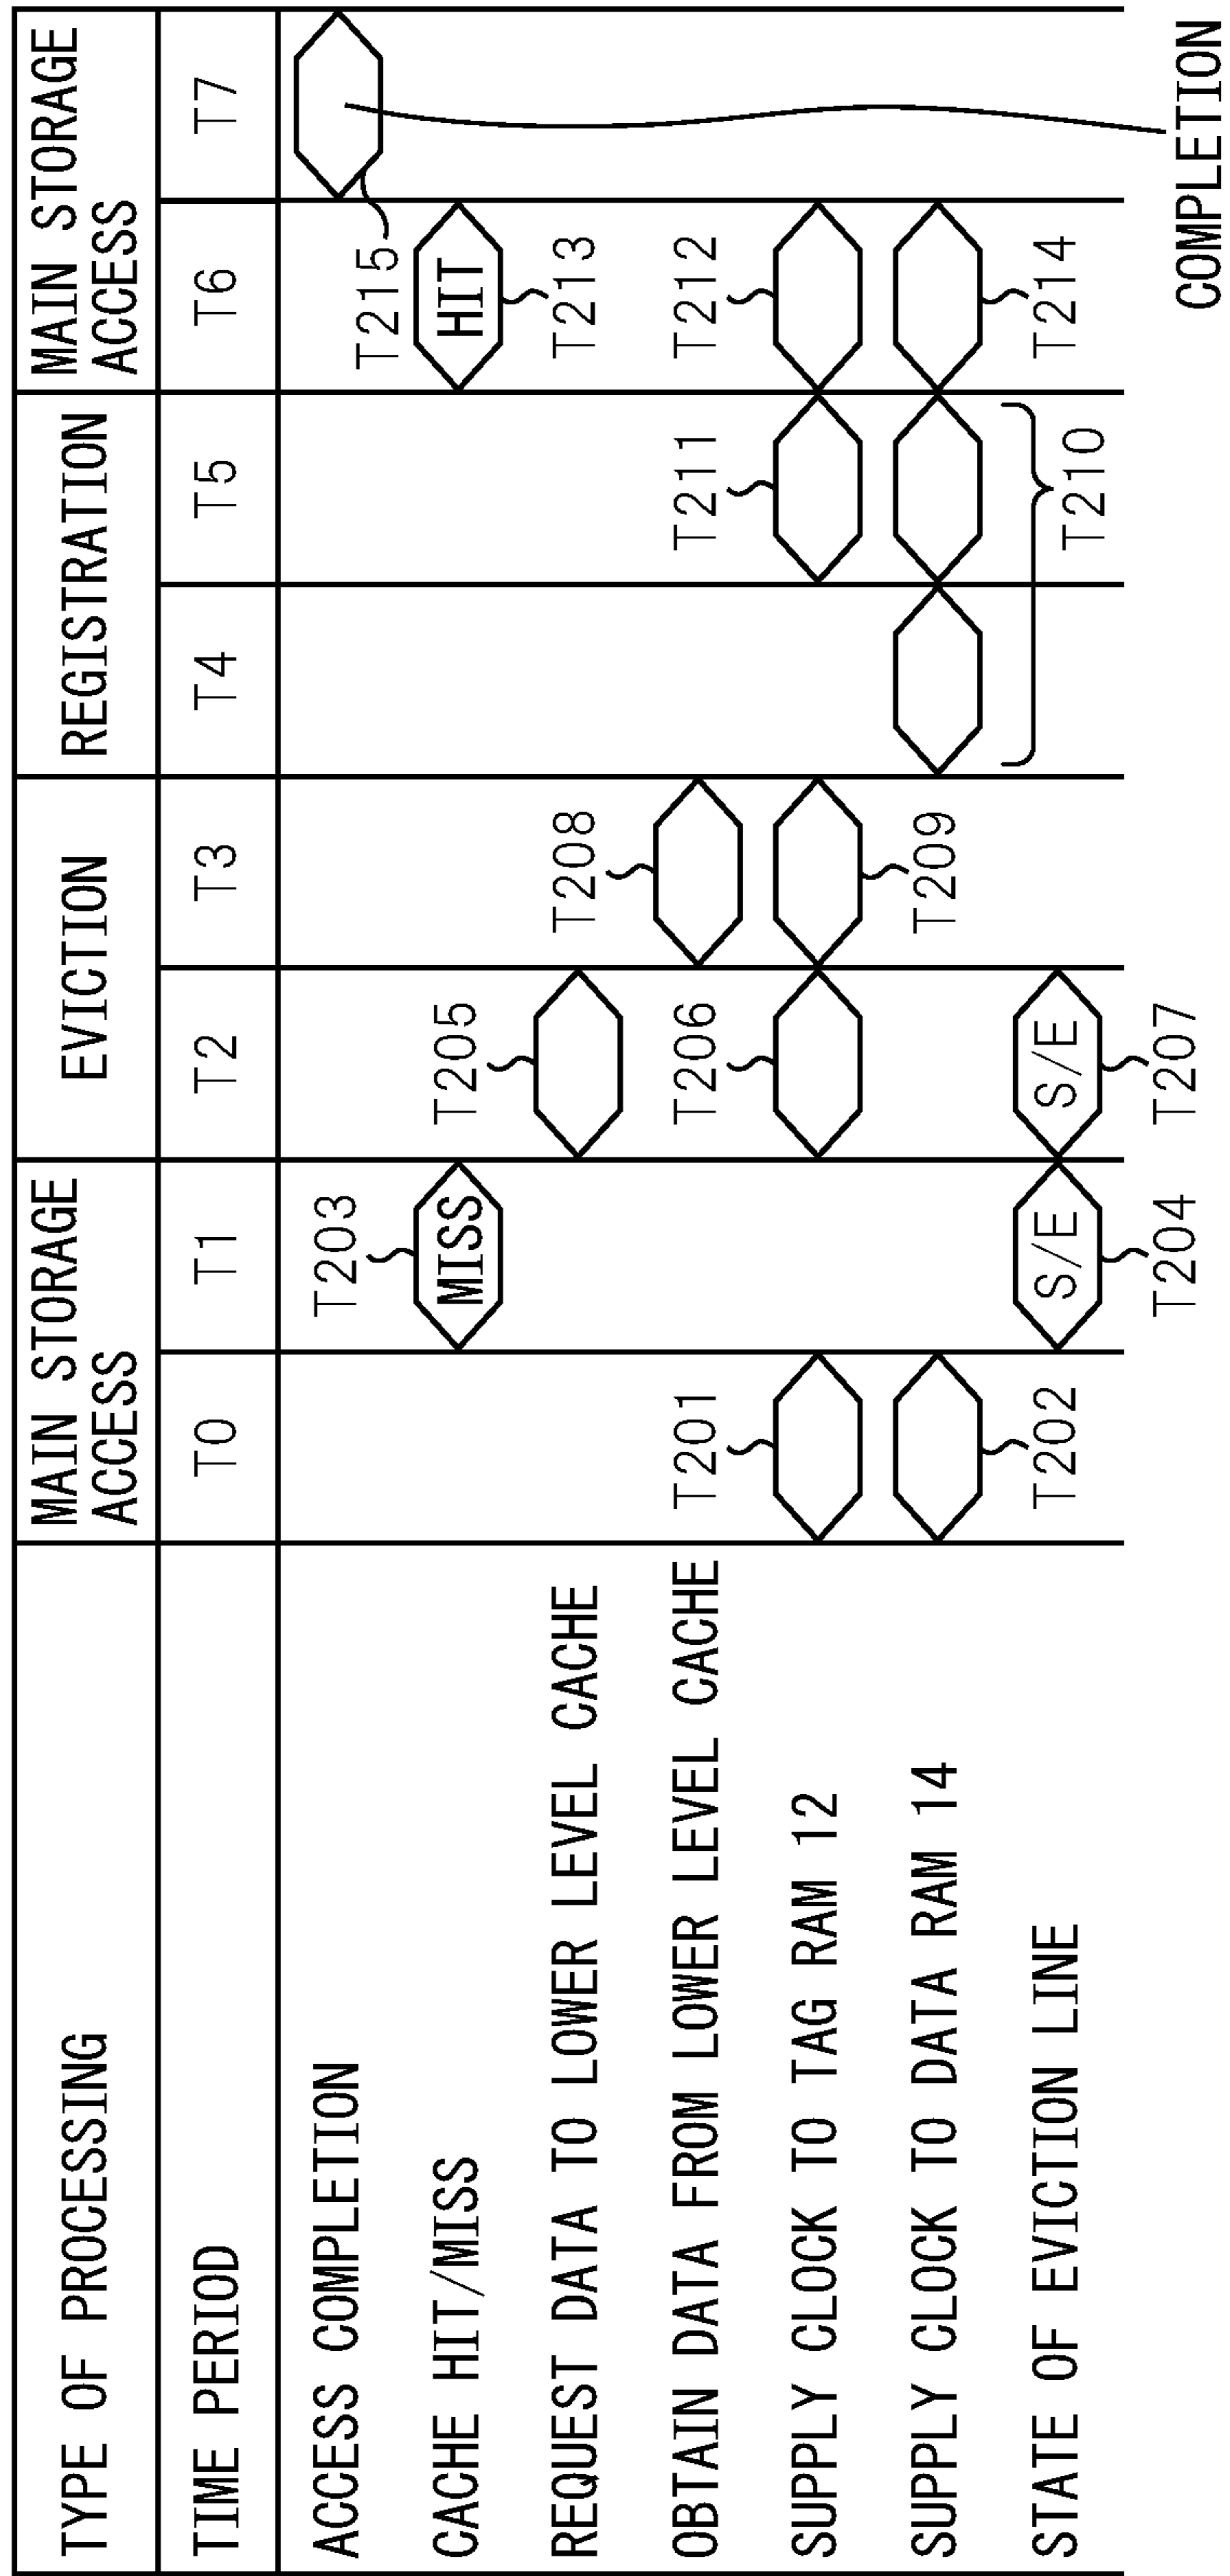 TYPE OF PROCESSING
MAIN STORAGE
ACCESS
EVICTION
REGISTRATION
MAIN STORAGE
ACCESS
TIME PERIOD
T0
T1
T2
T3
T4
T5
T6
T7
ACCESS COMPLETION
T203
T215
CACHE HIT/MISS
MISS
T205
HIT
REQUEST DATA TO LOWER LEVEL CACHE
T208
T213
OBTAIN DATA FROM LOWER LEVEL CACHE
T201
T206
T211
T212
SUPPLY CLOCK TO TAG RAM 12
SUPPLY CLOCK TO DATA RAM 14
T209
STATE OF EVICTION LINE
T202
S/E
S/E
T210
T214
T204
T207
COMPLETION